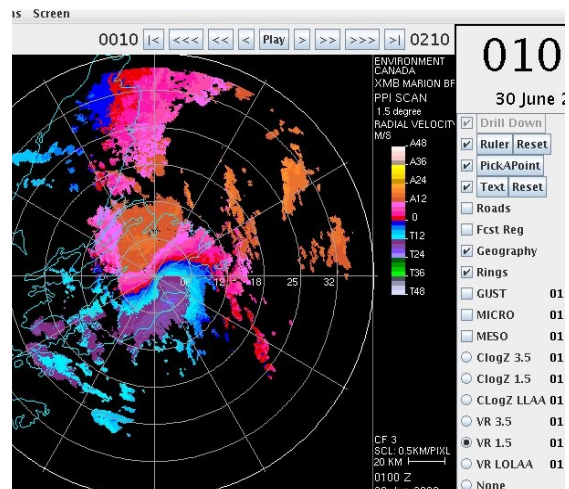 ns Screen
0010 |< <<< << < Play > >> >>> >| 0210
ENVIRONMENT
CANADA
XMB MARION BF
PPI SCAN
1.5 degree
RADIAL VELOCITY
M/S
A48
A36
A24
A12
0
T12
T24
T36
T48
06 12 18 25 32
CF 3
SCL: 0.5KM/PIXL
20 KM
0100 Z
010
30 June 2
Drill Down
Ruler Reset
PickAPoint
Text Reset
Roads
Fcst Reg
Geography
Rings
GUST 01
MICRO 01
MESO 01
ClogZ 3.5 01
ClogZ 1.5 01
CLogZ LLAA 01
VR 3.5 01
VR 1.5 01
VR LOLAA 01
None